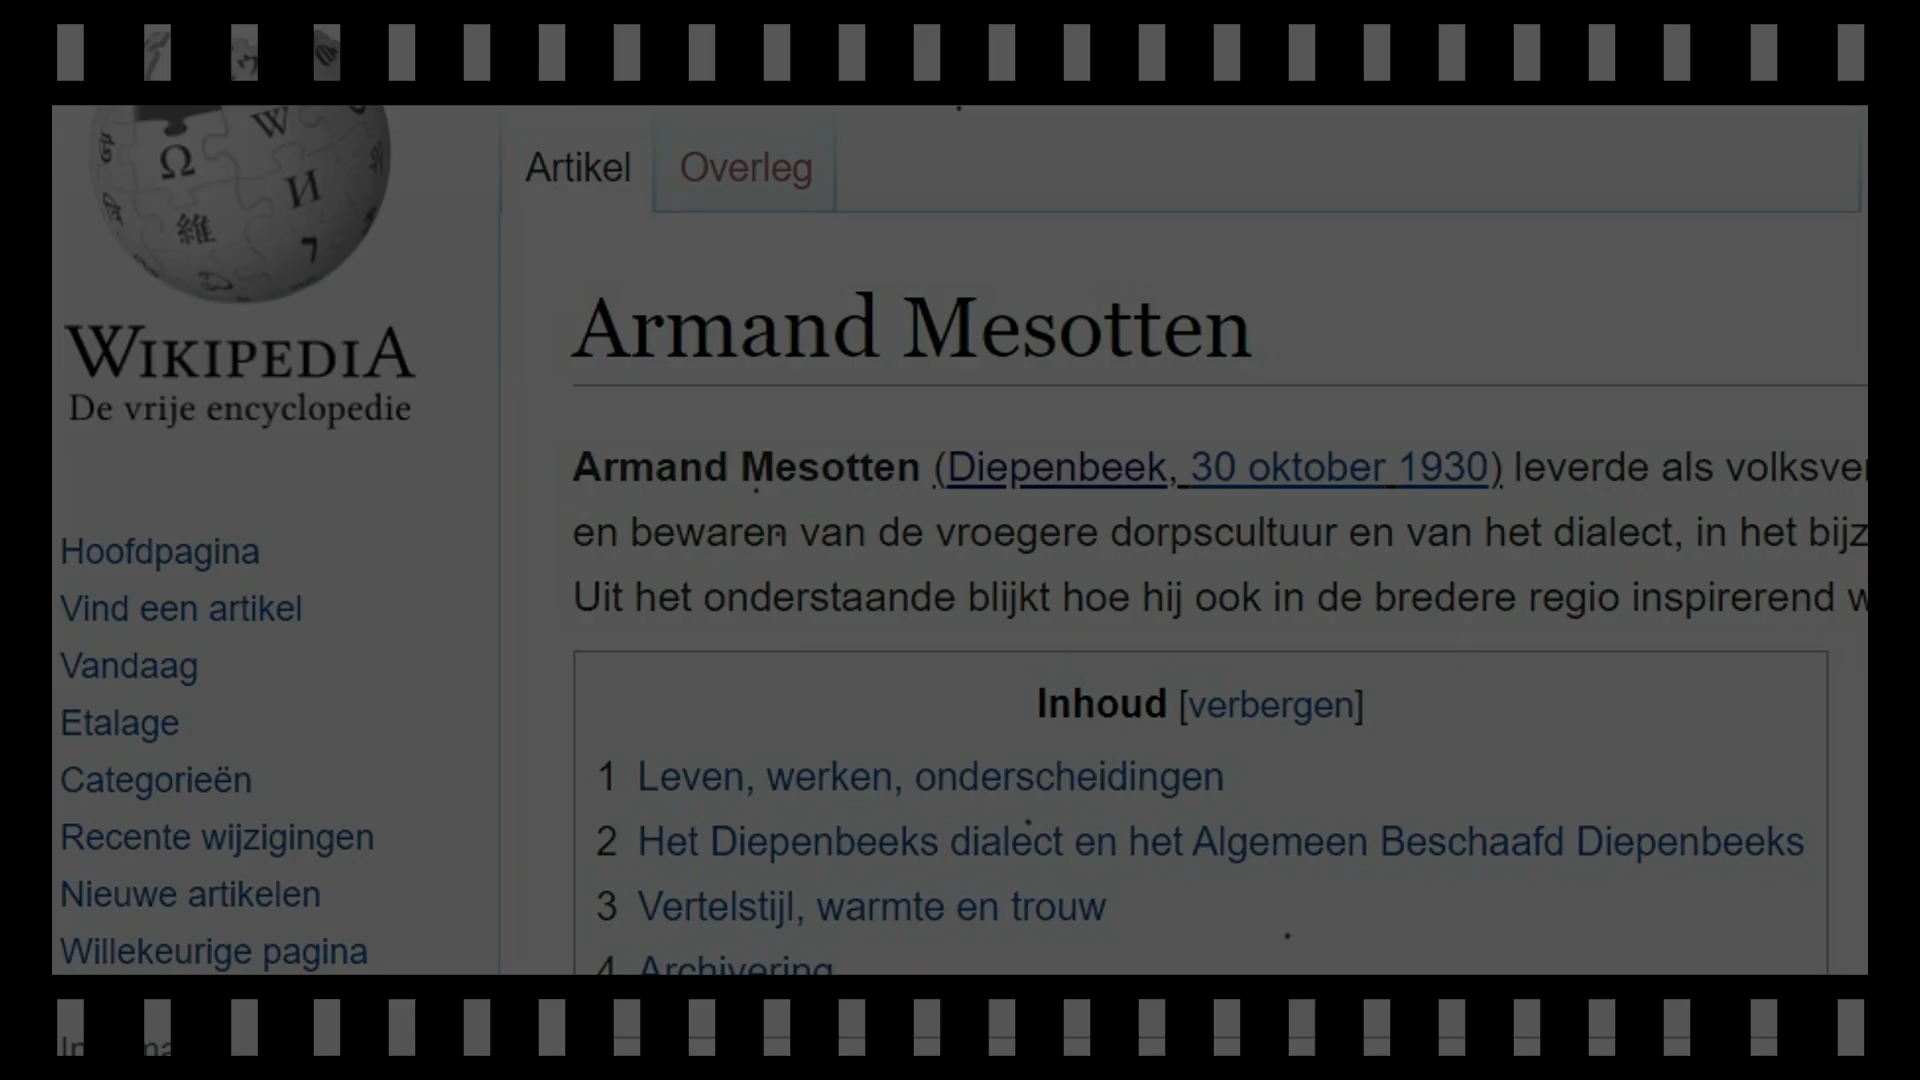 Artikel
Overleg
WIKIPEDIA
De vrije encyclopedie
Hoofdpagina
Vind een artikel
Vandaag
Etalage
Categorieën
Recente wijzigingen
Nieuwe artikelen
Willekeurige pagina
Armand Mesotten
Armand Mesotten (Diepenbeek, 30 oktober 1930) leverde als
en bewaren van de vroegere dorpscultuur en van het dialect, in het
Uit het onderstaande blijkt hoe hij ook in de bredere regio inspirerend
Inhoud [verbergen]
1 Leven, werken, onderscheidingen
2 Het Diepenbeeks dialect en het Algemeen Beschaafd Diepenbeeks
3 Vertelstijl, warmte en trouw
4 Archivering